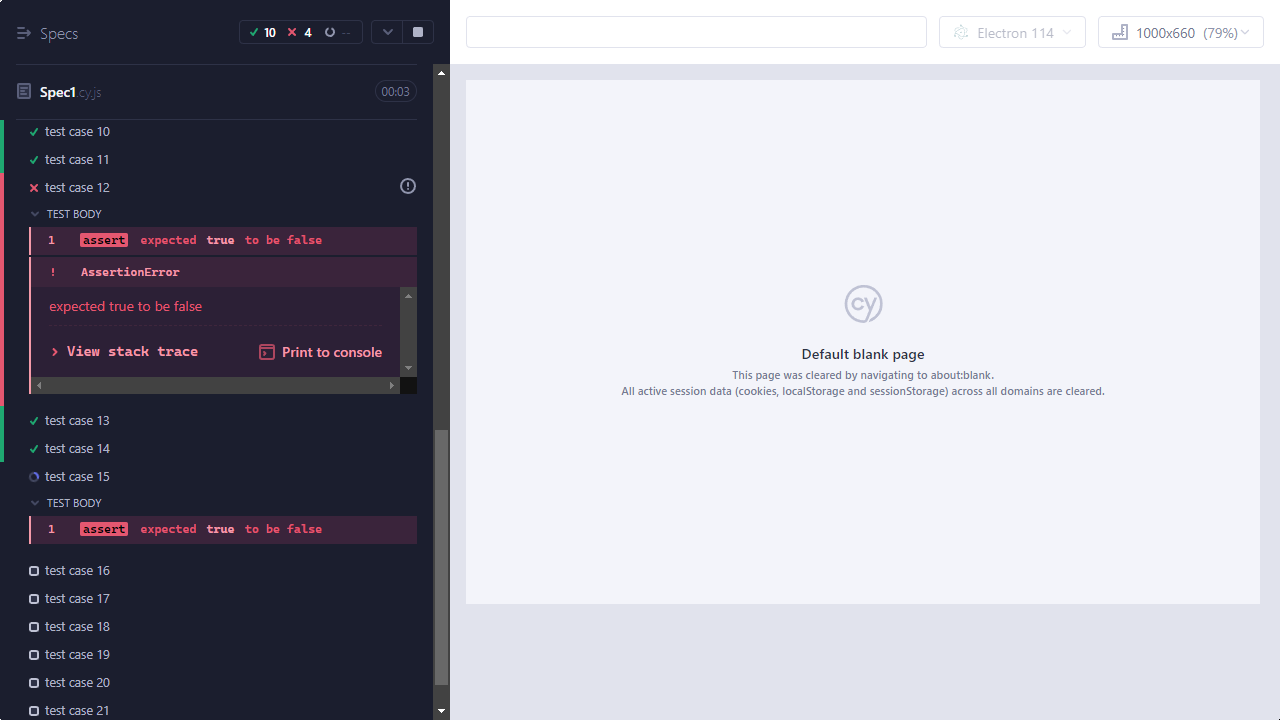 Specs
10 4 --
Electron 114
1000x660 (79%)
Spec1.cy.js
00:03
test case 10
test case 11
test case 12
TEST BODY
1 assert expected true to be false
! AssertionError
expected true to be false
View stack trace
Print to console
test case 13
test case 14
test case 15
TEST BODY
1 assert expected true to be false
test case 16
test case 17
test case 18
test case 19
test case 20
test case 21
cy
Default blank page
This page was cleared by navigating to about:blank.
All active session data (cookies, localStorage and sessionStorage) across all domains are cleared.